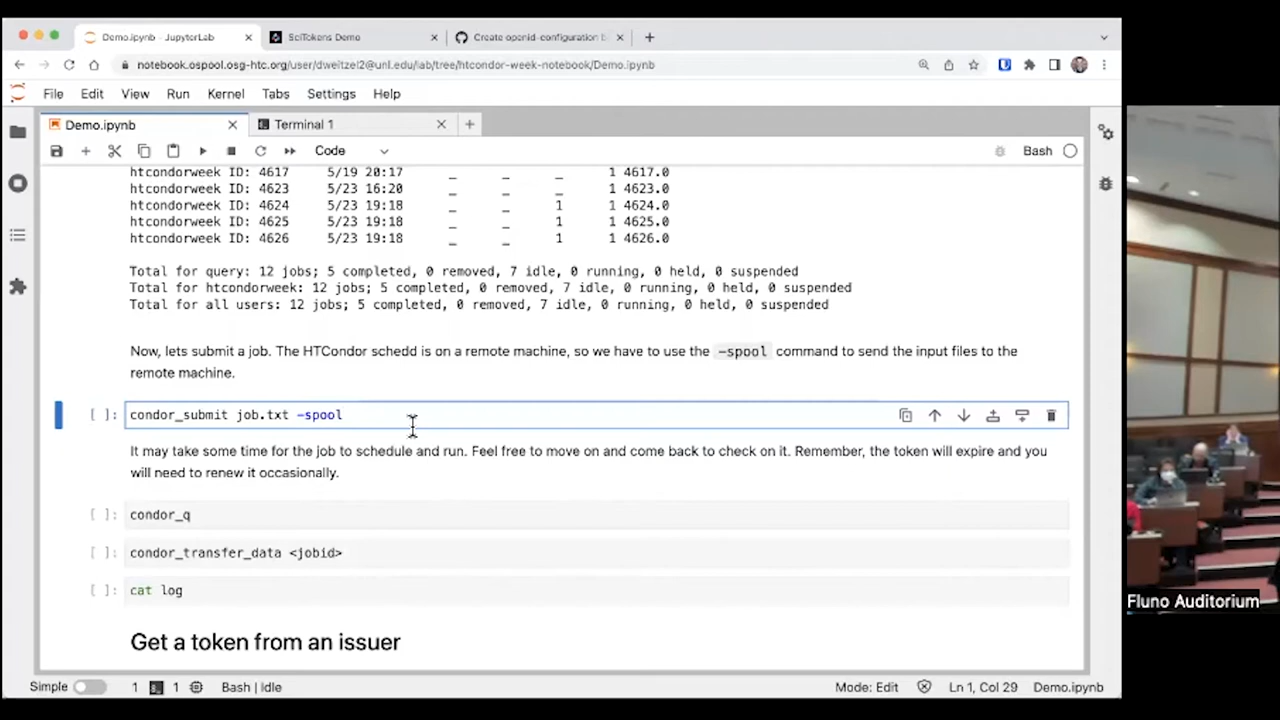 Demo.ipynb - JupyterLab
SciTokens Demo
Create openid-configuration b
notebook.ospool.osg-htc.org/user/dweitzel2@unl.edu/lab/tree/htcondor-week-notebook/Demo.ipynb
File Edit View Run Kernel Tabs Settings Help
Demo.ipynb
Terminal 1
Code
Bash
htcondorweek ID: 4617 5/19 20:17 _ _ _ 1 4617.0
htcondorweek ID: 4623 5/23 16:20 _ _ _ 1 4623.0
htcondorweek ID: 4624 5/23 19:18 _ _ 1 1 4624.0
htcondorweek ID: 4625 5/23 19:18 _ _ 1 1 4625.0
htcondorweek ID: 4626 5/23 19:18 _ _ 1 1 4626.0
Total for query: 12 jobs; 5 completed, 0 removed, 7 idle, 0 running, 0 held, 0 suspended
Total for htcondorweek: 12 jobs; 5 completed, 0 removed, 7 idle, 0 running, 0 held, 0 suspended
Total for all users: 12 jobs; 5 completed, 0 removed, 7 idle, 0 running, 0 held, 0 suspended
Now, lets submit a job. The HTCondor schedd is on a remote machine, so we have to use the -spool command to send the input files to the
remote machine.
[ ]: condor_submit job.txt -spool
It may take some time for the job to schedule and run. Feel free to move on and come back to check on it. Remember, the token will expire and you
will need to renew it occasionally.
[ ]: condor_q
[ ]: condor_transfer_data <jobid>
[ ]: cat log
Get a token from an issuer
Simple 1 1 Bash | Idle Mode: Edit Ln 1, Col 29 Demo.ipynb
Fluno Auditorium